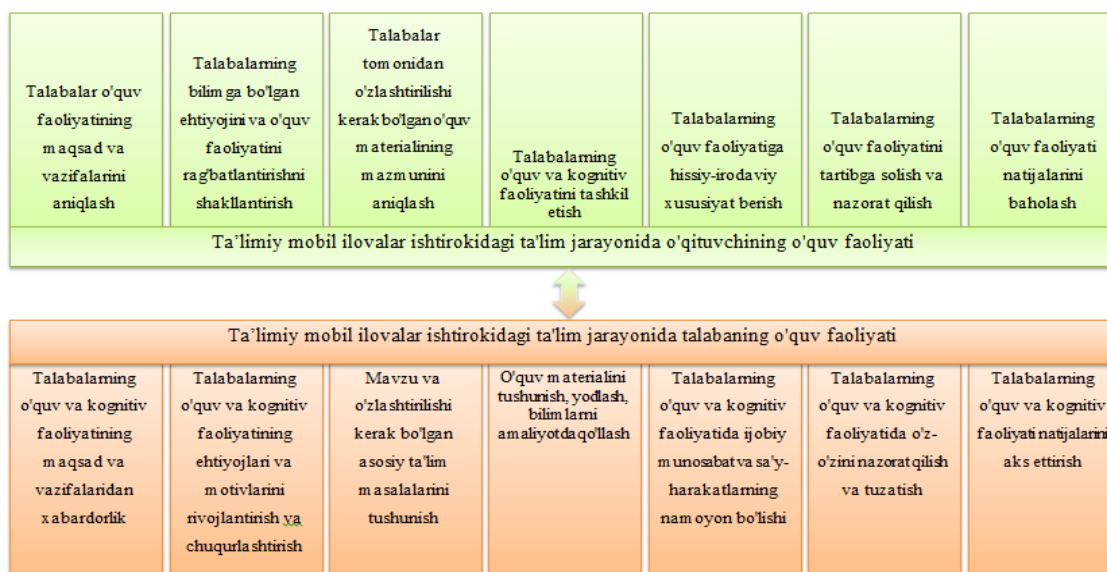 Talabalar o'quv
faoliyatining
maqsad va
vazifalarini
aniqlash
Talabalarning
bilimga bo'lgan
ehtiyojini va o'quv
faoliyatini
rag'batlantirishni
shakllantirish
Talabalar
tomonidan
o'zlashtirilishi
kerak bo'lgan o'quv
materialining
mazmunini
aniqlash
Talabalarning
o'quv va kognitiv
faoliyatini tashkil
etish
Talabalarning
o'quv faoliyatiga
hissiy-irodaviy
xususiyat berish
Talabalarning
o'quv faoliyatini
tartibga solish va
nazorat qilish
Talabalarning
o'quv faoliyati
natijalarini
baholash
Ta’limiy mobil ilovalar ishtirokidagi ta'lim jarayonida o'qituvchining o'quv faoliyati
Ta’limiy mobil ilovalar ishtirokidagi ta'lim jarayonida talabaning o'quv faoliyati
Talabalarning
o'quv va kognitiv
faoliyatining
maqsad va
vazifalaridan
xabardorlik
Talabalarning
o'quv va kognitiv
faoliyatining
ehtiyojlari va
motivlarini
rivojlantirish va
chuqurlashtirish
Mavzu va
o'zlashtirilishi
kerak bo'lgan
asosiy ta'lim
masalalarini
tushunish
O'quv materialini
tushunish, yodlash,
bilimlarni
amaliyotda qo'llash
Talabalarning
o'quv va kognitiv
faoliyatida ijobiy
munosabat va sa'y-
harakatlarning
namoyon bo'lishi
Talabalarning
o'quv va kognitiv
faoliyatida o'z-
o'zini nazorat qilish
va tuzatish
Talabalarning
o'quv va kognitiv
faoliyati natijalarini
aks ettirish